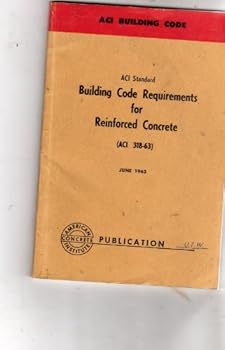 ACI BUILDING CODE
ACI Standard
Building Code Requirements
for
Reinforced Concrete
(ACI 318-63)
JUNE 1963
AMERICAN
CONCRETE
INSTITUTE
PUBLICATION